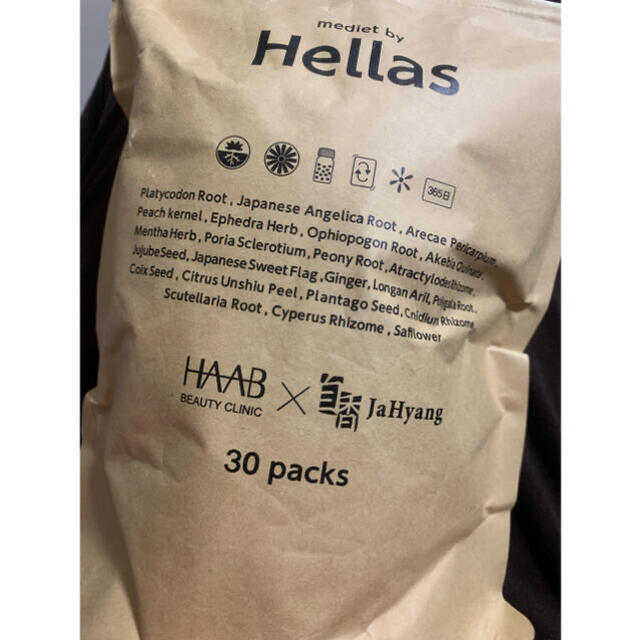 mediet by
Hellas
365日
Platycodon Root , Japanese Angelica Root , Arecae Pericarpium,
Peach kernel , Ephedra Herb , Ophiopogon Root , Akebia
Mentha Herb , Poria Sclerotium , Peony Root , Atractylodes Rhizome ,
Jujube Seed, Japanese Sweet Flag , Ginger, Longan Aril, Polygala Root ,
Coix Seed , Citrus Unshiu Peel , Plantago Seed , Cnidium Rhizome,
Scutellaria Root , Cyperus Rhizome , Safflower
HAAB
BEAUTY CLINIC
×
JaHyang
30 packs